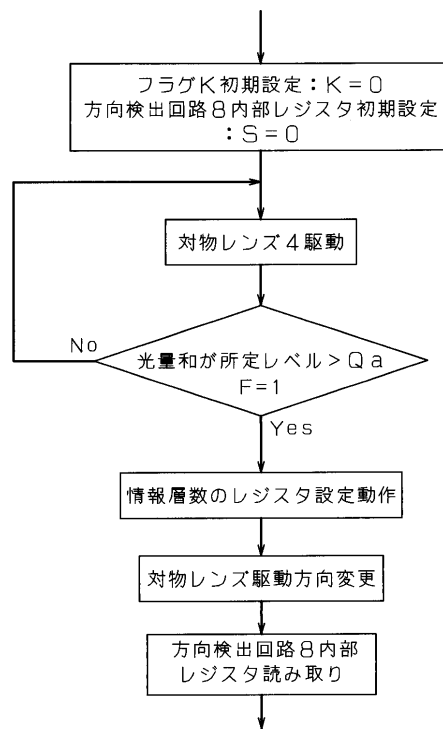 フラグK初期設定：K＝0
方向検出回路8内部レジスタ初期設定
：S＝0
対物レンズ4駆動
No
光量和が所定レベル＞Qa
F=1
Yes
情報層数のレジスタ設定動作
対物レンズ駆動方向変更
方向検出回路8内部
レジスタ読み取り